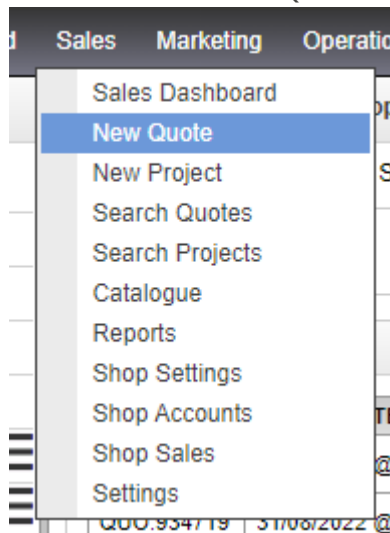 Sales Marketing
Sales Dashboard
New Quote
New Project
Search Quotes
Search Projects
Catalogue
Reports
Shop Settings
Shop Accounts
Shop Sales
Settings
QUO.934719 31/08/2022 @